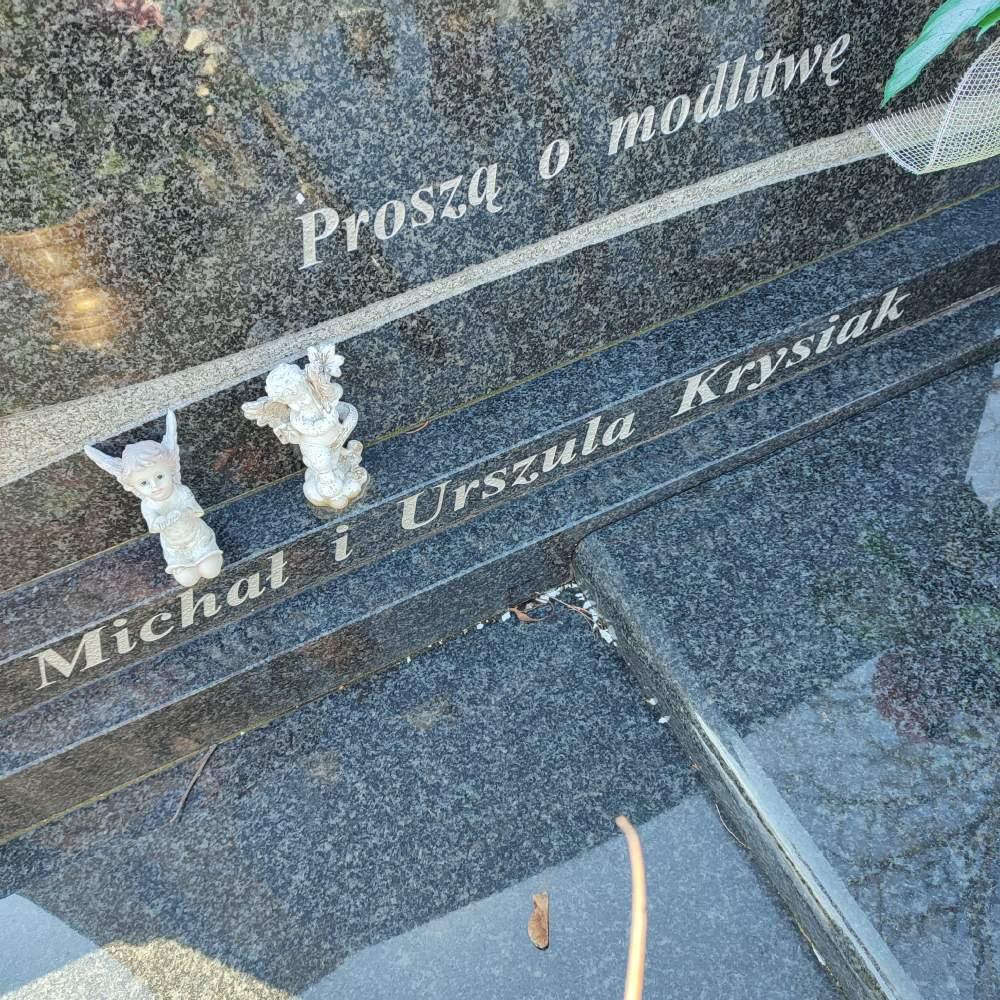 Proszą o modlitwę
Michał i Urszula Krysiak